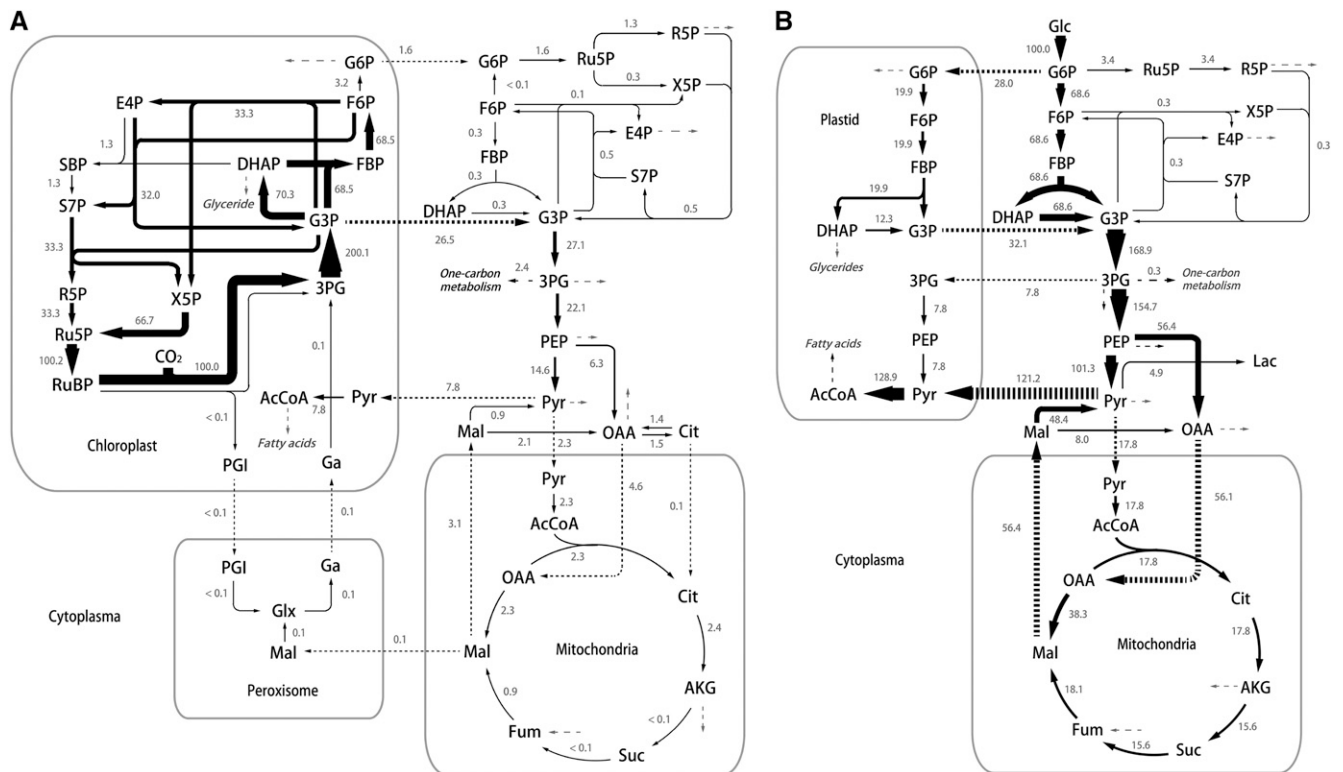 A
G6P
1.6
G6P
1.6
Ru5P
1.3
R5P
3.2
< 0.1
0.3
X5P
E4P
33.3
F6P
F6P
0.1
E4P
68.5
0.3
1.3
SBP
DHAP
FBP
FBP
0.5
S7P
1.3
32.0
70.3
68.5
Glyceride
0.3
S7P
G3P
DHAP
0.3
G3P
0.5
26.5
33.3
200.1
27.1
One-carbon
metabolism
2.4
3PG
R5P
X5P
3PG
33.3
66.7
22.1
Ru5P
0.1
PEP
100.2
CO2
100.0
6.3
RuBP
14.6
AcCoA
7.8
Pyr
7.8
Pyr
< 0.1
0.9
Fatty acids
Mal
2.1
2.3
OAA
1.4
1.5
Cit
Chloroplast
PGI
Ga
Pyr
4.6
0.1
2.3
< 0.1
0.1
3.1
AcCoA
2.3
PGI
Ga
OAA
Cit
< 0.1
0.1
Cytoplasma
Glx
2.3
2.4
0.1
0.1
Mal
Mal
Mitochondria
Peroxisome
0.9
AKG
< 0.1
Fum
< 0.1
Suc
B
Glc
100.0
G6P
28.0
G6P
3.4
Ru5P
3.4
R5P
19.9
68.6
0.3
X5P
Plastid
F6P
F6P
E4P
19.9
68.6
0.3
0.3
FBP
FBP
S7P
68.6
19.9
DHAP
12.3
G3P
DHAP
68.6
G3P
32.1
Glycerides
168.9
One-carbon
metabolism
3PG
7.8
3PG
0.3
7.8
154.7
PEP
PEP
56.4
Fatty acids
7.8
101.3
Lac
4.9
AcCoA
128.9
Pyr
121.2
Pyr
48.4
Mal
8.0
OAA
17.8
Pyr
17.8
56.1
56.4
AcCoA
Cytoplasma
17.8
OAA
Cit
38.3
17.8
Mal
Mitochondria
18.1
AKG
15.6
Fum
15.6
Suc